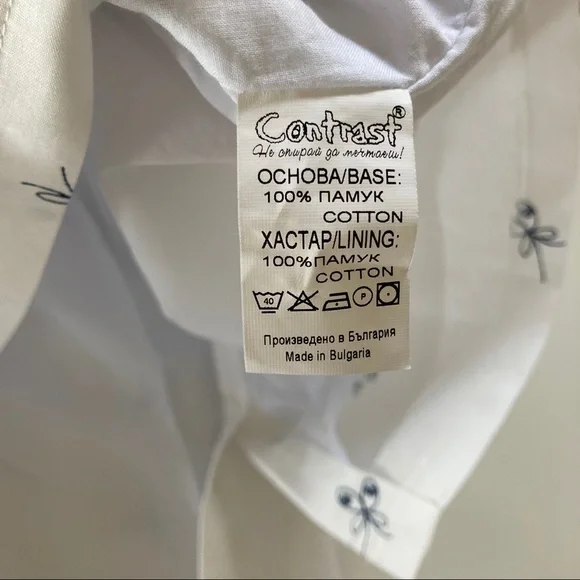 Contrast®
Не спирай да мечтаеш!
ОСНОВА/BASE:
100% ПАМУК
COTTON
ХАСТАР/LINING:
100%ПАМУК
COTTON
40 P
Произведено в България
Made in Bulgaria